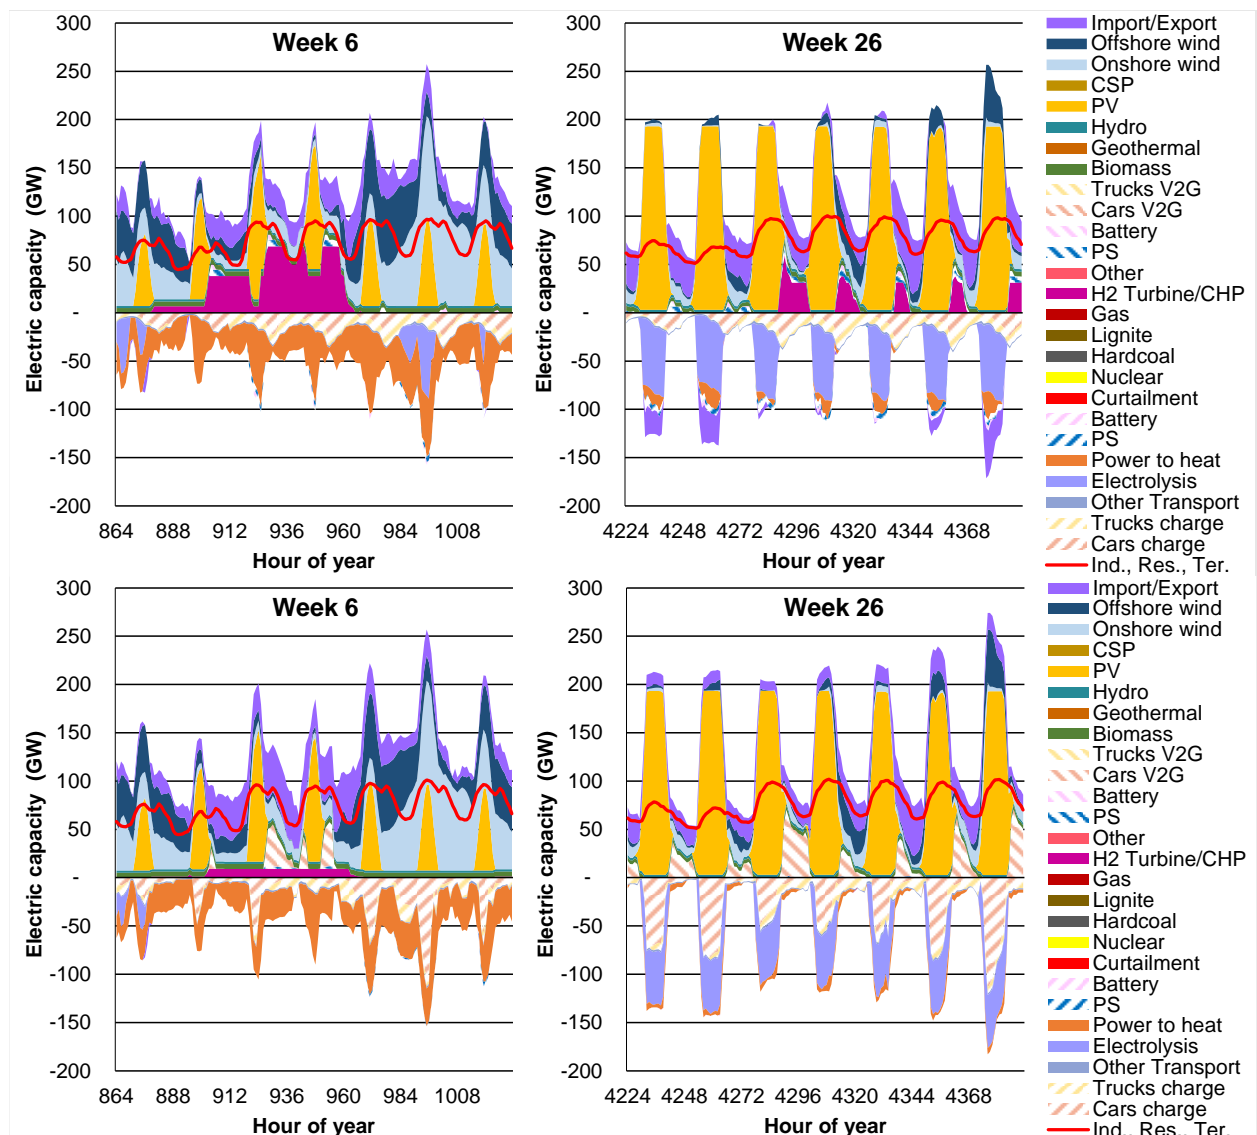 Week 6
Electric capacity (GW)
300
250
200
150
100
50
-
-50
-100
-150
-200
864 888 912 936 960 984 1008
Hour of year
Week 26
Electric capacity (GW)
300
250
200
150
100
50
-
-50
-100
-150
-200
4224 4248 4272 4296 4320 4344 4368
Hour of year
Import/Export
Offshore wind
Onshore wind
CSP
PV
Hydro
Geothermal
Biomass
Trucks V2G
Cars V2G
Battery
PS
Other
H2 Turbine/CHP
Gas
Lignite
Hardcoal
Nuclear
Curtailment
Battery
PS
Power to heat
Electrolysis
Other Transport
Trucks charge
Cars charge
Ind., Res., Ter.
Week 6
Electric capacity (GW)
300
250
200
150
100
50
-
-50
-100
-150
-200
864 888 912 936 960 984 1008
Hour of year
Week 26
Electric capacity (GW)
300
250
200
150
100
50
-
-50
-100
-150
-200
4224 4248 4272 4296 4320 4344 4368
Hour of year
Import/Export
Offshore wind
Onshore wind
CSP
PV
Hydro
Geothermal
Biomass
Trucks V2G
Cars V2G
Battery
PS
Other
H2 Turbine/CHP
Gas
Lignite
Hardcoal
Nuclear
Curtailment
Battery
PS
Power to heat
Electrolysis
Other Transport
Trucks charge
Cars charge
Ind., Res., Ter.